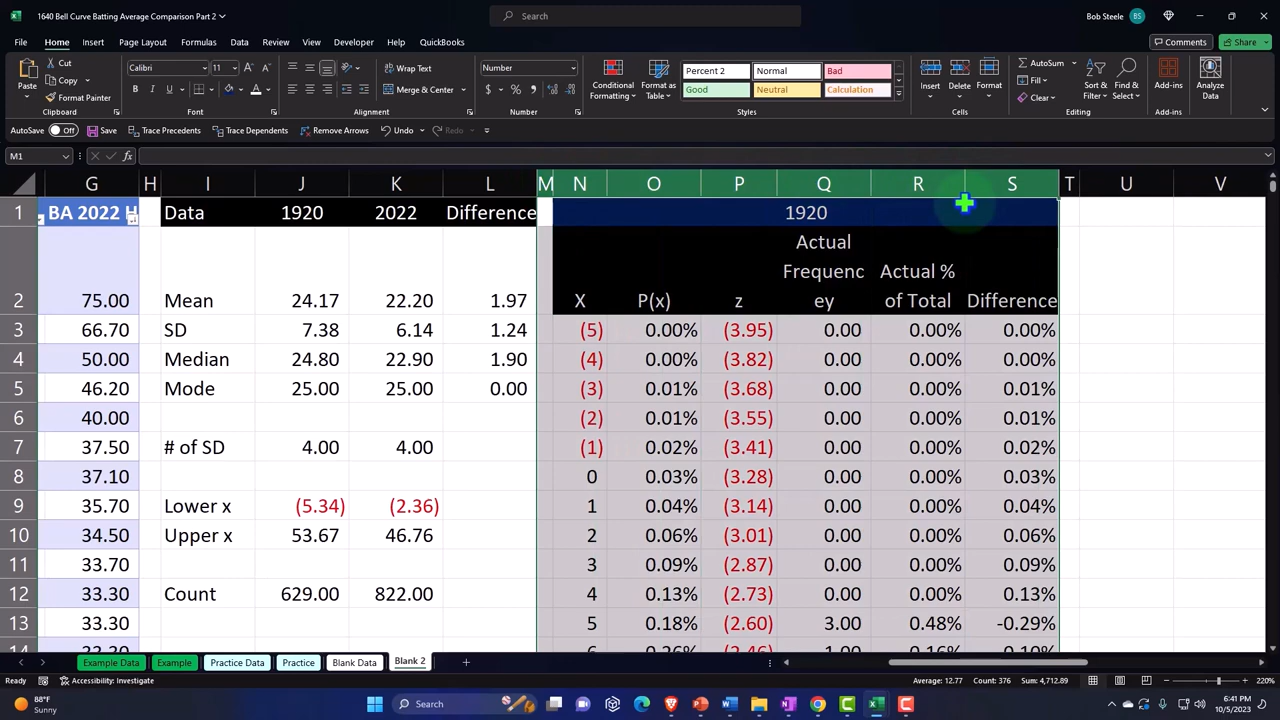 1640 Bell Curve Batting Average Comparison Part 2
Search
Bob Steele BS
File Home Insert Page Layout Formulas Data Review View Developer Help QuickBooks Comments Share
Paste Cut Copy Format Painter
Calibri 11 Wrap Text Merge & Center
Number
Conditional Formatting Format as Table
Percent 2 Normal Bad
Good Neutral Calculation
Insert Delete Format
AutoSum Fill Clear
Sort & Filter Find & Select
Add-ins Analyze Data
Clipboard Font Alignment Number Styles Cells Editing Add-ins
AutoSave Off Save Trace Precedents Trace Dependents Remove Arrows Undo Redo
M1 fx
G H I J K L M N O P Q R S T U V
1 BA 2022 H Data 1920 2022 Difference 1920
Actual
Frequenc Actual %
2 75.00 Mean 24.17 22.20 1.97 X P(x) z ey of Total Difference
3 66.70 SD 7.38 6.14 1.24 (5) 0.00% (3.95) 0.00 0.00% 0.00%
4 50.00 Median 24.80 22.90 1.90 (4) 0.00% (3.82) 0.00 0.00% 0.00%
5 46.20 Mode 25.00 25.00 0.00 (3) 0.01% (3.68) 0.00 0.00% 0.01%
6 40.00 (2) 0.01% (3.55) 0.00 0.00% 0.01%
7 37.50 # of SD 4.00 4.00 (1) 0.02% (3.41) 0.00 0.00% 0.02%
8 37.10 0 0.03% (3.28) 0.00 0.00% 0.03%
9 35.70 Lower x (5.34) (2.36) 1 0.04% (3.14) 0.00 0.00% 0.04%
10 34.50 Upper x 53.67 46.76 2 0.06% (3.01) 0.00 0.00% 0.06%
11 33.70 3 0.09% (2.87) 0.00 0.00% 0.09%
12 33.30 Count 629.00 822.00 4 0.13% (2.73) 0.00 0.00% 0.13%
13 33.30 5 0.18% (2.60) 3.00 0.48% -0.29%
Example Data Example Practice Data Practice Blank Data Blank 2
Ready Accessibility: Investigate Average: 12.77 Count: 376 Sum: 4,712.89 220%
88°F
Sunny
Search
6:41 PM
10/5/2023